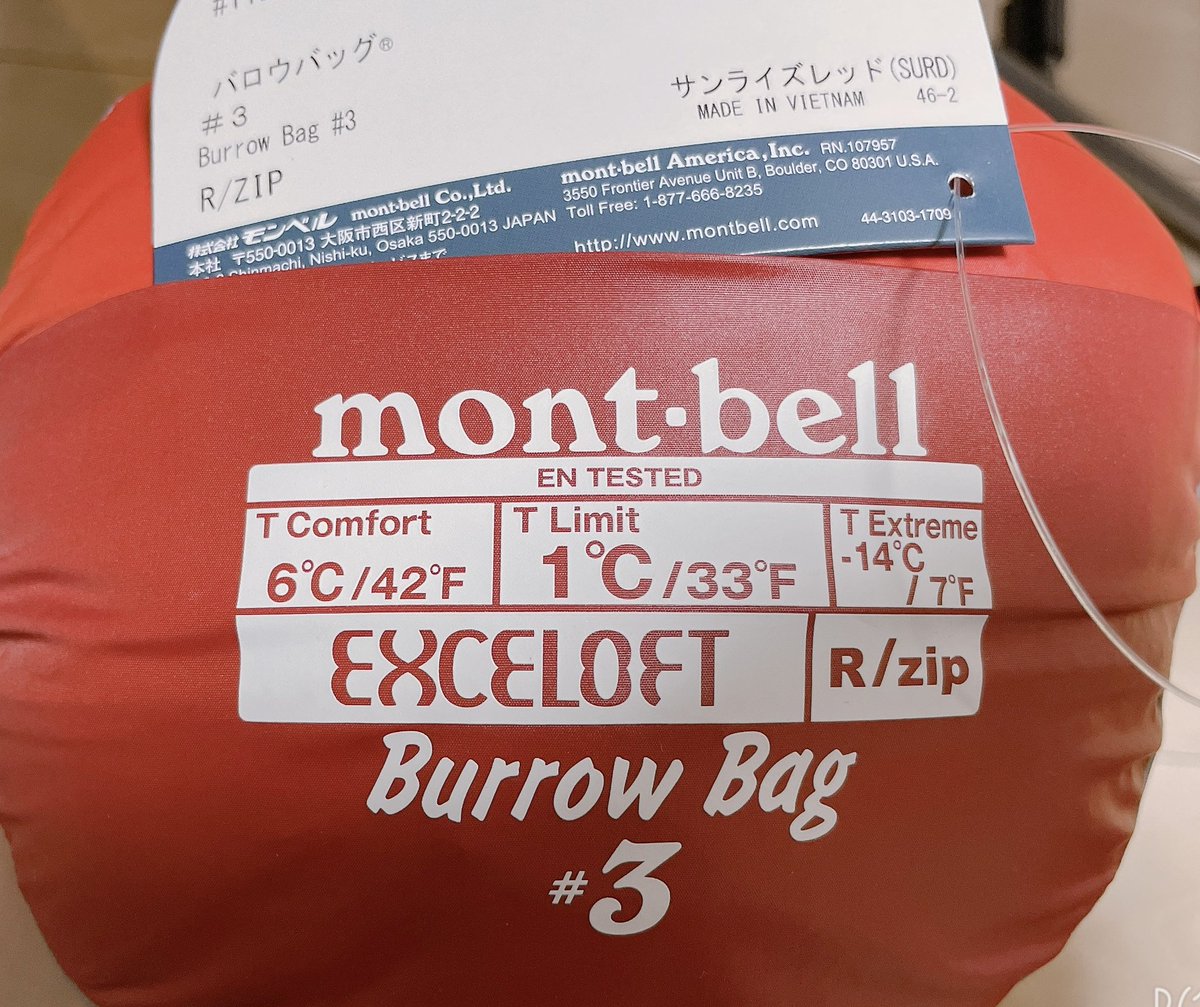 バロウバッグ®
#3
Burrow Bag #3
R/ZIP
サンライズレッド(SURD)
MADE IN VIETNAM 46-2
株式会社 モンベル mont-bell Co.,Ltd.
本社 〒550-0013 大阪市西区新町2-2-2
Shinmachi, Nishi-ku, Osaka 550-0013 JAPAN
mont-bell America,Inc. RN.107957
3550 Frontier Avenue Unit B, Boulder, CO 80301 U.S.A.
Toll Free: 1-877-666-8235
http://www.montbell.com 44-3103-1709
mont-bell
EN TESTED
T Comfort
6°C/42°F
T Limit
1°C/33°F
T Extreme
-14°C
/ 7°F
EXCELOFT
R/zip
Burrow Bag
#3